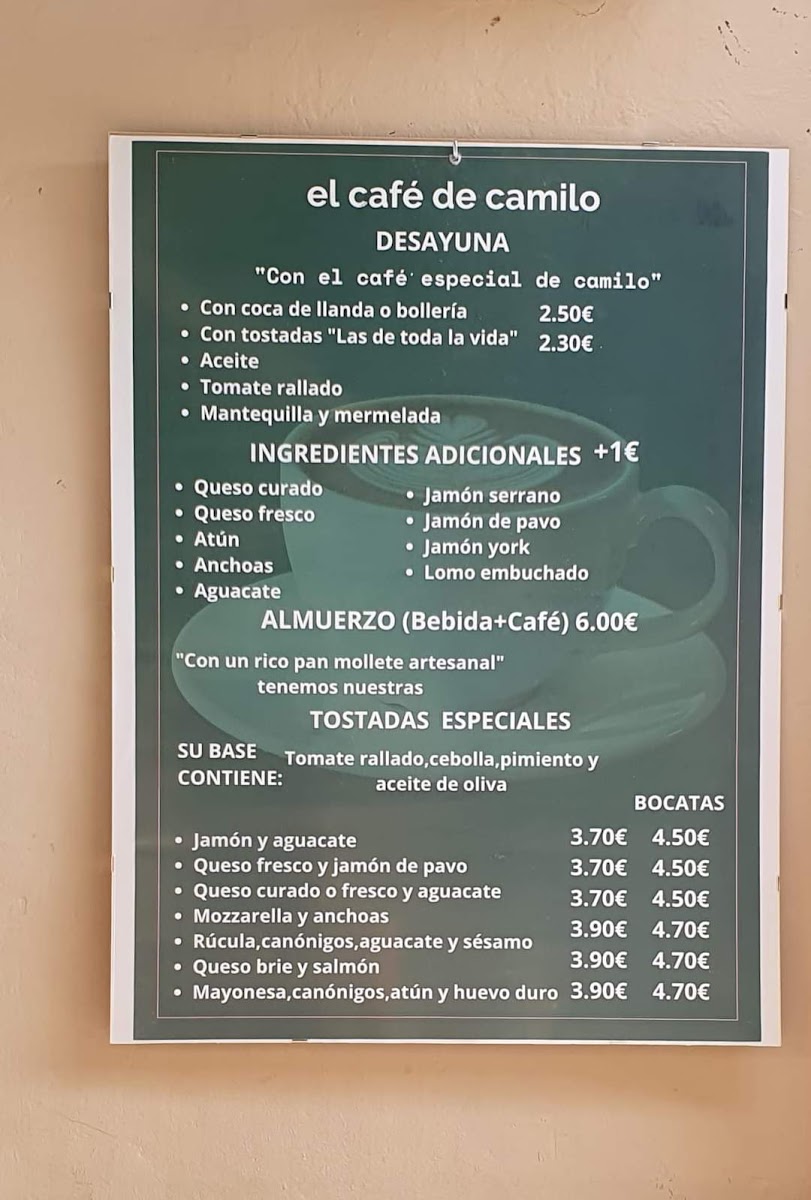 el café de camilo
DESAYUNA
"Con el café especial de camilo"
• Con coca de llanda o bollería 2.50€
• Con tostadas "Las de toda la vida" 2.30€
• Aceite
• Tomate rallado
• Mantequilla y mermelada
INGREDIENTES ADICIONALES +1€
• Queso curado
• Queso fresco
• Atún
• Anchoas
• Aguacate
• Jamón serrano
• Jamón de pavo
• Jamón york
• Lomo embuchado
ALMUERZO (Bebida+Café) 6.00€
"Con un rico pan mollete artesanal"
tenemos nuestras
TOSTADAS ESPECIALES
SU BASE
CONTIENE:
Tomate rallado,cebolla,pimiento y
aceite de oliva
BOCATAS
• Jamón y aguacate 3.70€ 4.50€
• Queso fresco y jamón de pavo 3.70€ 4.50€
• Queso curado o fresco y aguacate 3.70€ 4.50€
• Mozzarella y anchoas 3.90€ 4.70€
• Rúcula,canónigos,aguacate y sésamo 3.90€ 4.70€
• Queso brie y salmón
• Mayonesa,canónigos,atún y huevo duro 3.90€ 4.70€